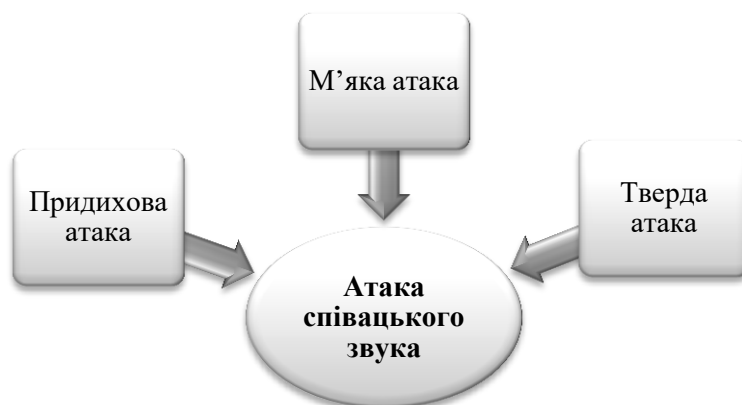 М’яка атака
Придихова
атака
Тверда
атака
Атака
співацького
звука